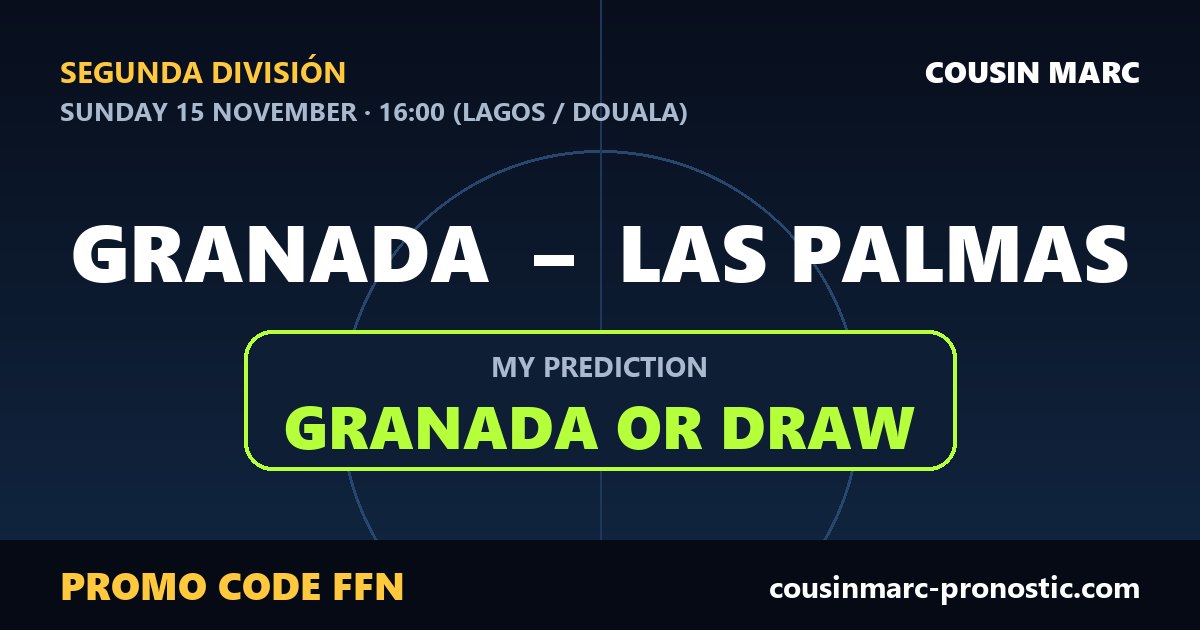 SEGUNDA DIVISIÓN
COUSIN MARC
SUNDAY 15 NOVEMBER · 16:00 (LAGOS / DOUALA)
GRANADA – LAS PALMAS
MY PREDICTION
GRANADA OR DRAW
PROMO CODE FFN
cousinmarc-pronostic.com